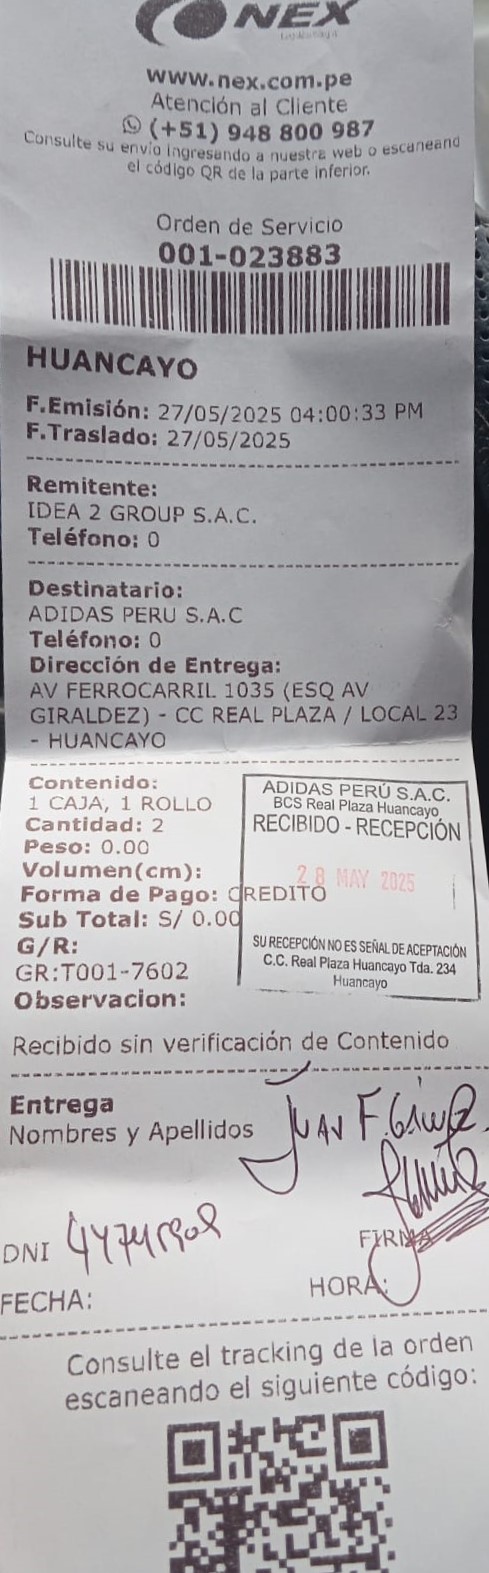 NEX
www.nex.com.pe
Atención al Cliente
(+51) 948 800 987
Consulte su envío ingresando a nuestra web o escaneand
el código QR de la parte inferior.
Orden de Servicio
001-023883
HUANCAYO
F.Emisión: 27/05/2025 04:00:33 PM
F.Traslado: 27/05/2025
Remitente:
IDEA 2 GROUP S.A.C.
Teléfono: 0
Destinatario:
ADIDAS PERU S.A.C
Teléfono: 0
Dirección de Entrega:
AV FERROCARRIL 1035 (ESQ AV
GIRALDEZ) - CC REAL PLAZA / LOCAL 23
- HUANCAYO
Contenido:
1 CAJA, 1 ROLLO
Cantidad: 2
Peso: 0.00
Volumen(cm):
Forma de Pago: CREDITO
Sub Total: S/ 0.00
G/R:
GR:T001-7602
Observacion:
ADIDAS PERÚ S.A.C.
BCS Real Plaza Huancayo
RECIBIDO - RECEPCIÓN
28 MAY 2025
SU RECEPCIÓN NO ES SEÑAL DE ACEPTACIÓN
C.C. Real Plaza Huancayo Tda. 234
Huancayo
Recibido sin verificación de Contenido
Entrega
Nombres y Apellidos JUAN F.
DNI
FIRMA
FECHA:
HORA:
Consulte el tracking de la orden
escaneando el siguiente código: